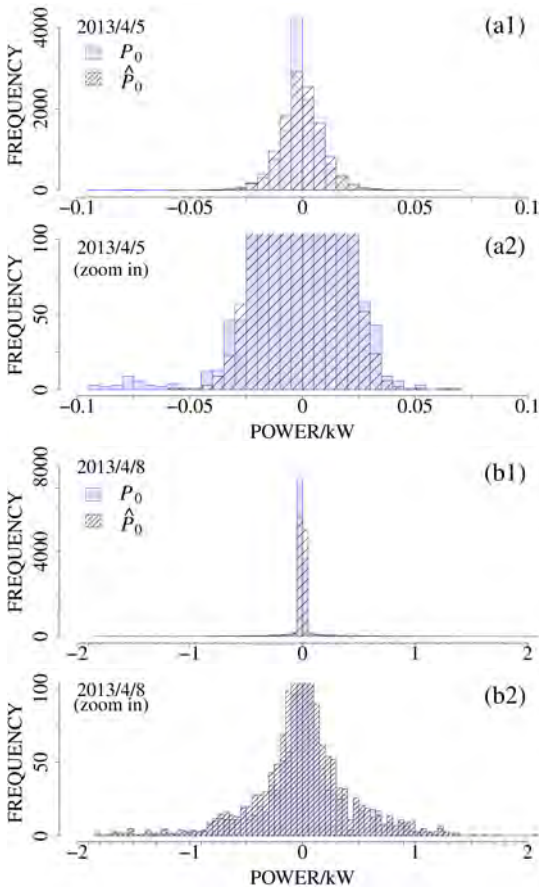 2013/4/5
P₀
P̂₀
(a1)
FREQUENCY
4000
2000
0
−0.1
−0.05
0
0.05
0.1
2013/4/5
(zoom in)
(a2)
FREQUENCY
100
50
0
−0.1
−0.05
0
0.05
0.1
POWER/kW
2013/4/8
P₀
P̂₀
(b1)
FREQUENCY
8000
4000
0
−2
−1
0
1
2
2013/4/8
(zoom in)
(b2)
FREQUENCY
100
50
0
−2
−1
0
1
2
POWER/kW